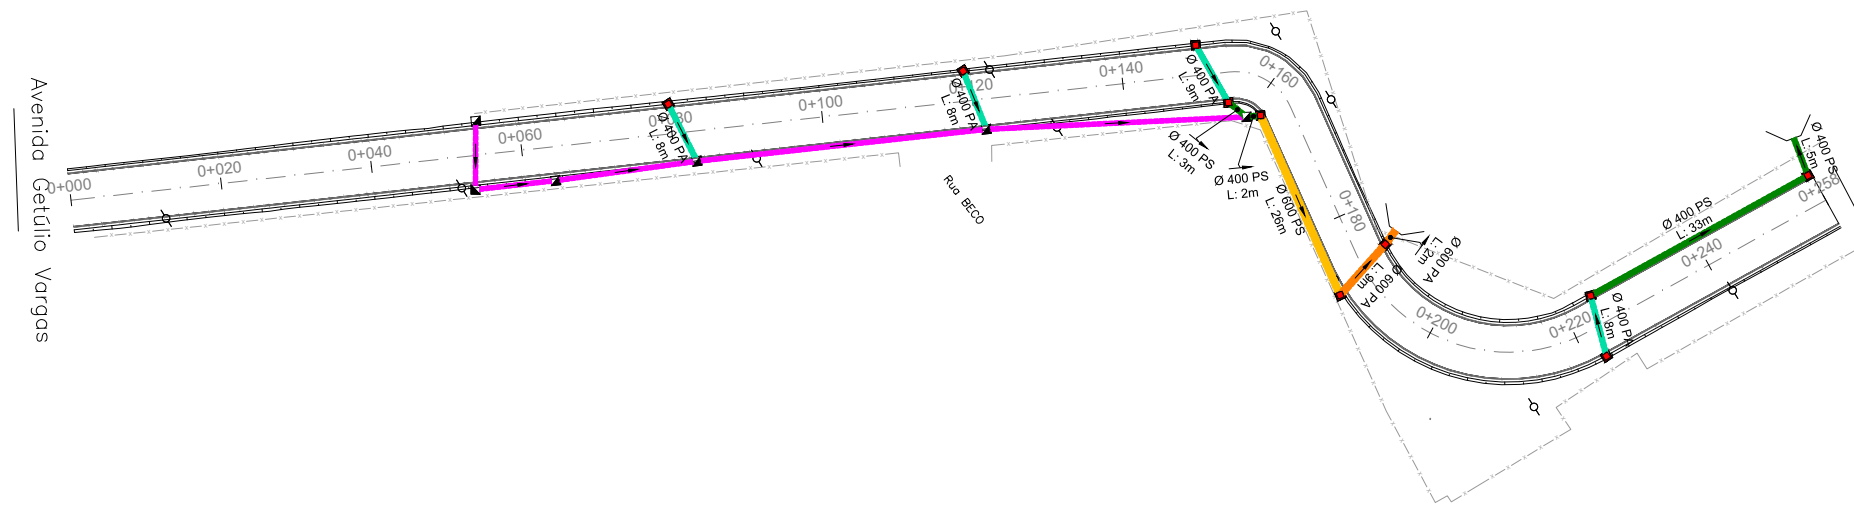 Avenida Getúlio Vargas
0+000
0+020
0+040
0+060
0+080
0+100
0+120
0+140
0+160
0+180
0+200
0+220
0+240
0+258
Rua BECO
Ø 400 PA
L: 8m
Ø 400 PA
L: 8m
Ø 400 PA
L: 9m
Ø 400 PS
L: 3m
Ø 400 PS
L: 2m
Ø 600 PS
L: 26m
Ø 600 PA
L: 9m
Ø 600 PA
L: 2m
Ø 400 PA
L: 8m
Ø 400 PS
L: 33m
Ø 400 PS
L: 5m